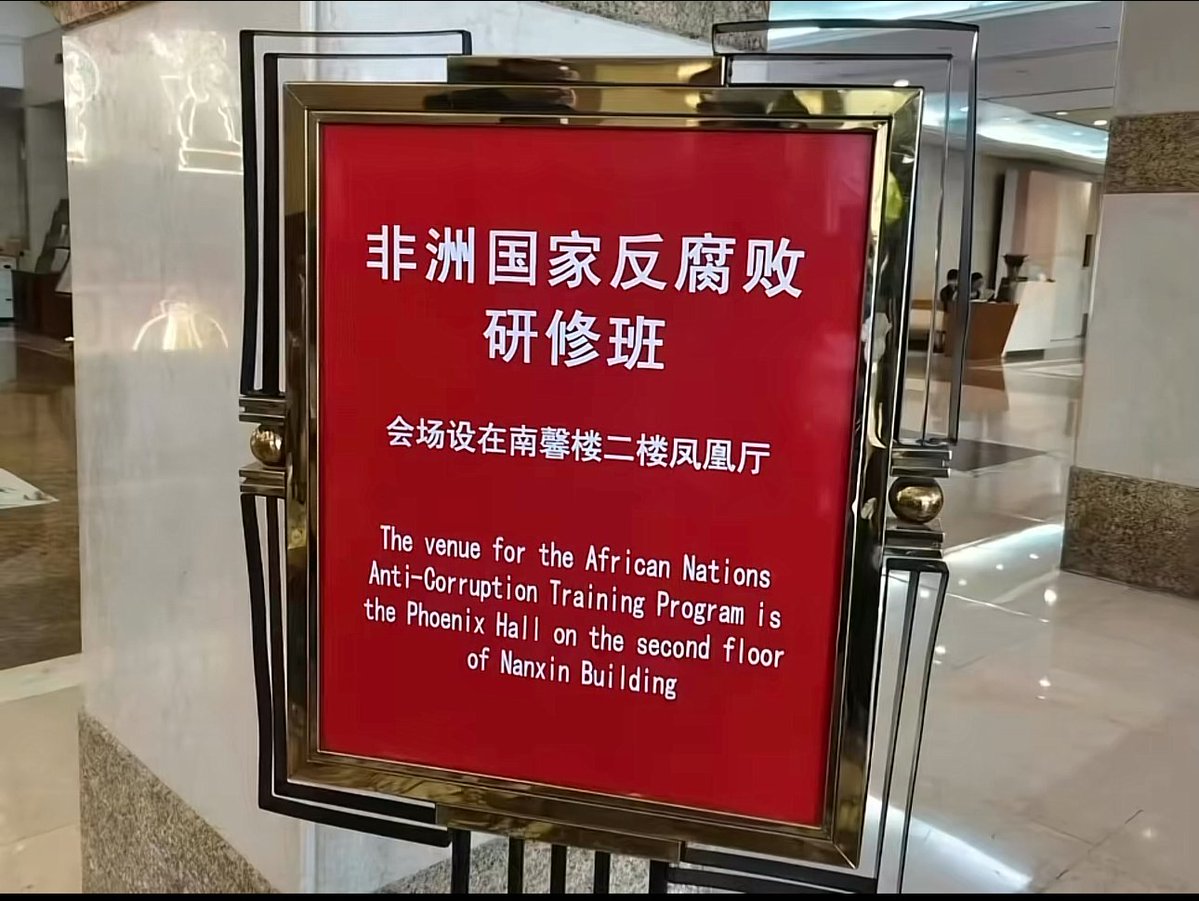 非洲国家反腐败
研修班
会场设在南馨楼二楼凤凰厅
The venue for the African Nations
Anti-Corruption Training Program is
the Phoenix Hall on the second floor
of Nanxin Building